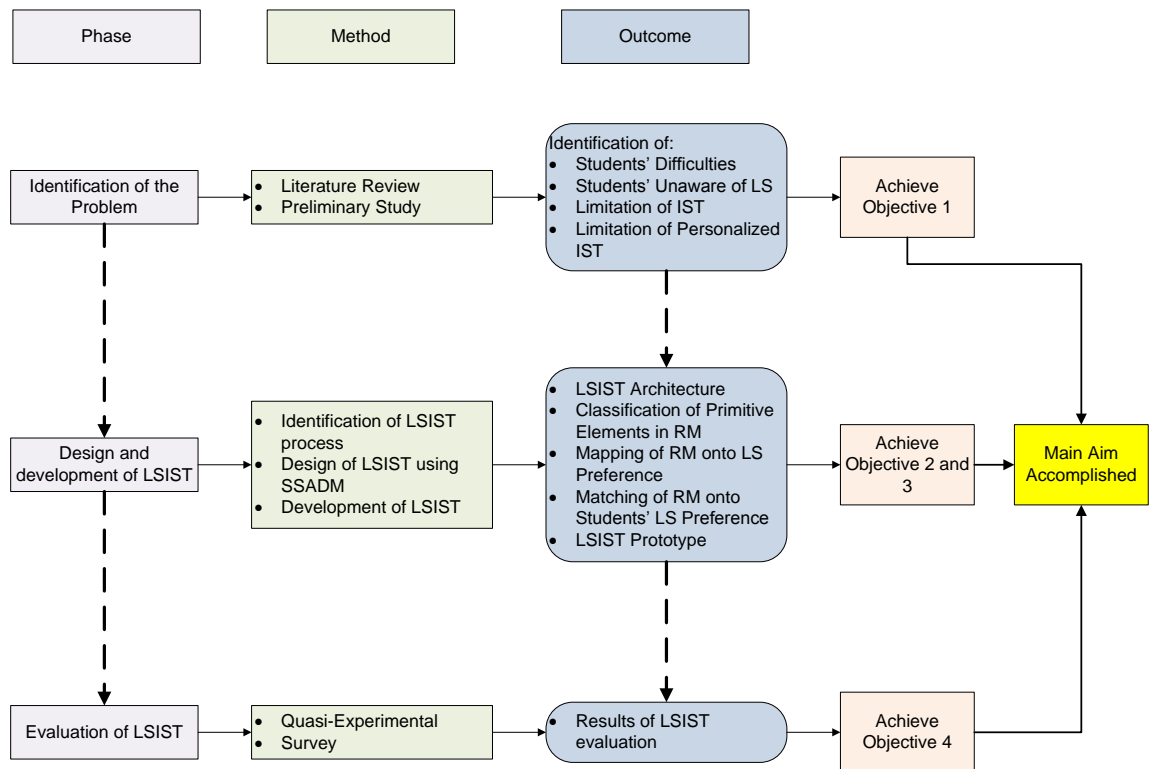 Phase
Method
Outcome
Identification of the
Problem
• Literature Review
• Preliminary Study
Identification of:
• Students’ Difficulties
• Students’ Unaware of LS
• Limitation of IST
• Limitation of Personalized
IST
Achieve
Objective 1
Design and
development of LSIST
• Identification of LSIST
process
• Design of LSIST using
SSADM
• Development of LSIST
• LSIST Architecture
• Classification of Primitive
Elements in RM
• Mapping of RM onto LS
Preference
• Matching of RM onto
Students’ LS Preference
• LSIST Prototype
Achieve
Objective 2 and
3
Main Aim
Accomplished
Evaluation of LSIST
• Quasi-Experimental
• Survey
• Results of LSIST
evaluation
Achieve
Objective 4